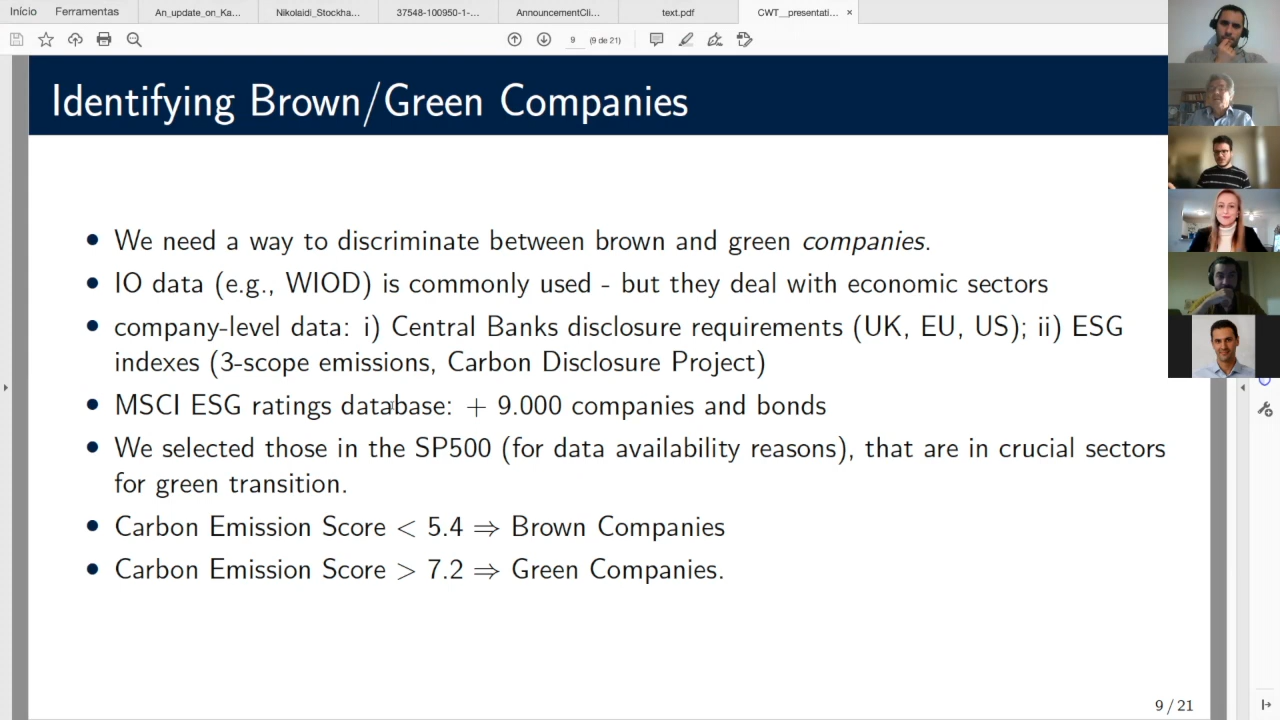 Início
Ferramentas
An_update_on_Ka...
Nikolaidi_Stockha...
37548-100950-1-...
AnnouncementCli...
text.pdf
CWT__presentati... ×
9 (9 de 21)
Identifying Brown/Green Companies
• We need a way to discriminate between brown and green companies.
• IO data (e.g., WIOD) is commonly used - but they deal with economic sectors
• company-level data: i) Central Banks disclosure requirements (UK, EU, US); ii) ESG
indexes (3-scope emissions, Carbon Disclosure Project)
• MSCI ESG ratings database: + 9.000 companies and bonds
• We selected those in the SP500 (for data availability reasons), that are in crucial sectors
for green transition.
• Carbon Emission Score < 5.4 ⇒ Brown Companies
• Carbon Emission Score > 7.2 ⇒ Green Companies.
9 / 21